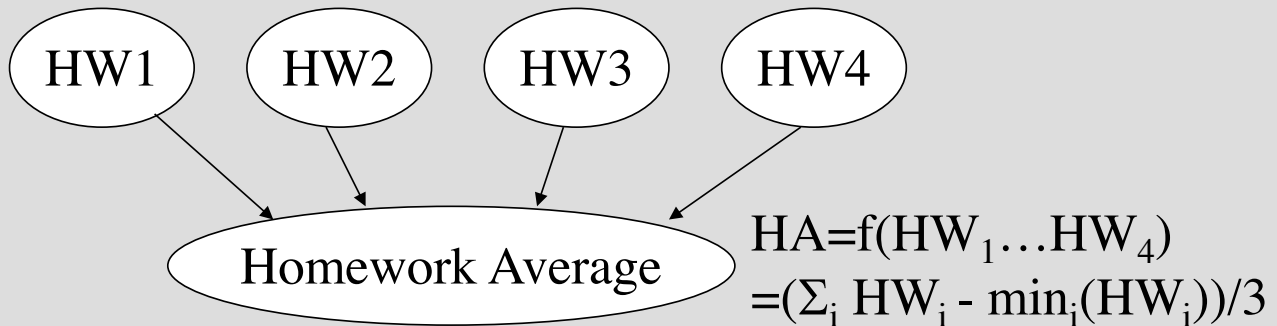 HW1 HW2 HW3 HW4
Homework Average
HA=f(HW₁…HW₄)
=(Σᵢ HWᵢ - minᵢ(HWᵢ))/3